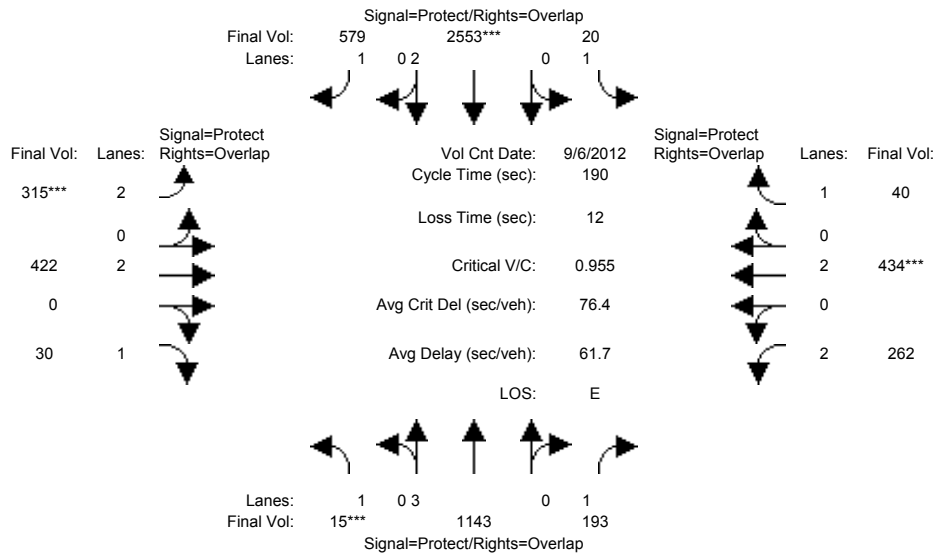 Signal=Protect/Rights=Overlap
Final Vol: 579 2553*** 20
Lanes: 1 0 2 0 1
Signal=Protect Signal=Protect
Final Vol: Lanes: Rights=Overlap Vol Cnt Date: 9/6/2012 Rights=Overlap Lanes: Final Vol:
Cycle Time (sec): 190
315*** 2 1 40
Loss Time (sec): 12
0 0
422 2 Critical V/C: 0.955 2 434***
0 Avg Crit Del (sec/veh): 76.4 0
30 1 Avg Delay (sec/veh): 61.7 2 262
LOS: E
Lanes: 1 0 3 0 1
Final Vol: 15*** 1143 193
Signal=Protect/Rights=Overlap